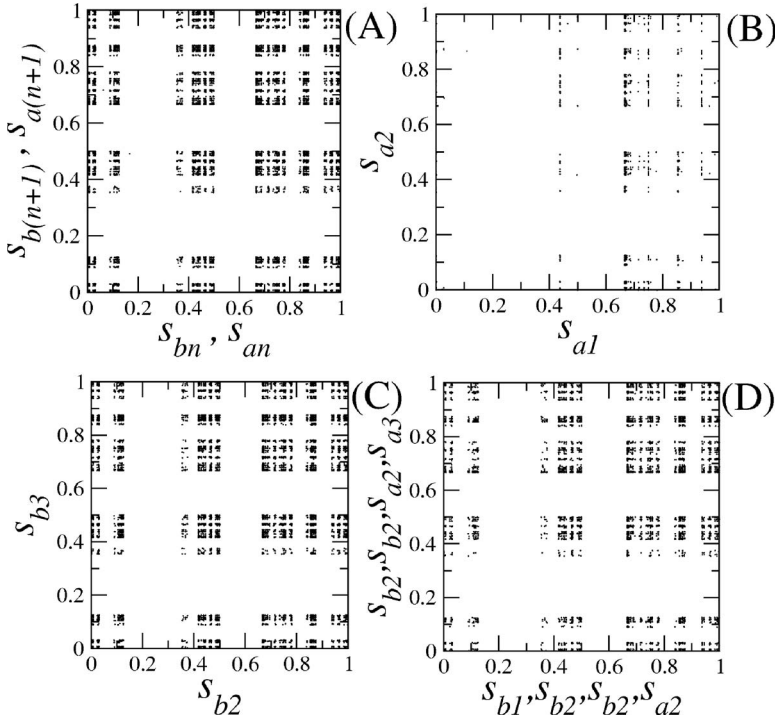 (A)
s_{b(n+1)}, s_{a(n+1)}
1
0.8
0.6
0.4
0.2
0
0 0.2 0.4 0.6 0.8 1
s_{bn}, s_{an}
(B)
s_{a2}
1
0.8
0.6
0.4
0.2
0
0 0.2 0.4 0.6 0.8 1
s_{a1}
(C)
s_{b3}
1
0.8
0.6
0.4
0.2
0
0 0.2 0.4 0.6 0.8 1
s_{b2}
(D)
s_{b2},s_{b2},s_{a2},s_{a3}
1
0.8
0.6
0.4
0.2
0
0 0.2 0.4 0.6 0.8 1
s_{b1},s_{b2},s_{b2},s_{a2}